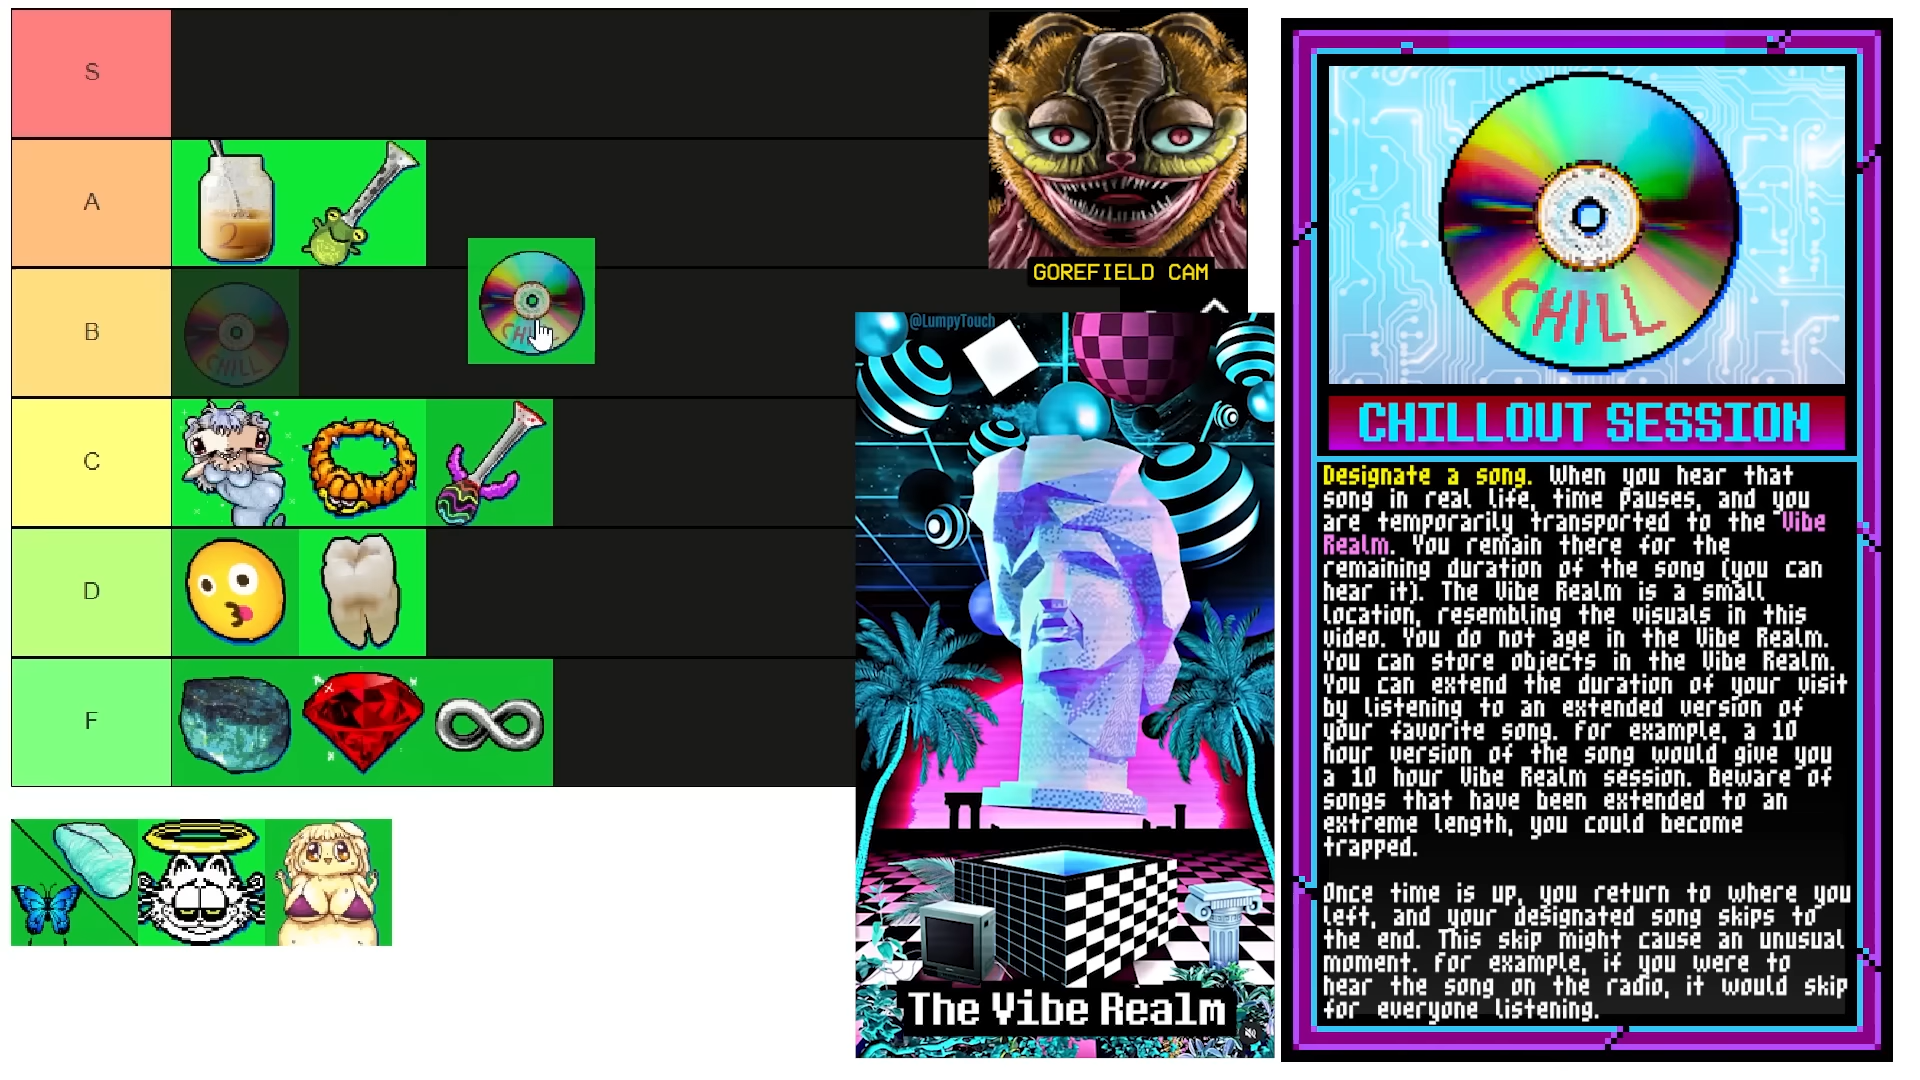 S
A
2
B
CHILL
C
D
F
CHILL
GOREFIELD CAM
@LumpyTouch
The Vibe Realm
CHILL
CHILLOUT SESSION
Designate a song. When you hear that
song in real life, time pauses, and you
are temporarily transported to the Vibe
Realm. You remain there for the
remaining duration of the song (you can
hear it). The Vibe Realm is a small
location, resembling the visuals in this
video. You do not age in the Vibe Realm.
You can store objects in the Vibe Realm.
You can extend the duration of your visit
by listening to an extended version of
your favorite song. For example, a 10
hour version of the song would give you
a 10 hour Vibe Realm session. Beware of
songs that have been extended to an
extreme length, you could become
trapped.
Once time is up, you return to where you
left, and your designated song skips to
the end. This skip might cause an unusual
moment. For example, if you were to
hear the song on the radio, it would skip
for everyone listening.